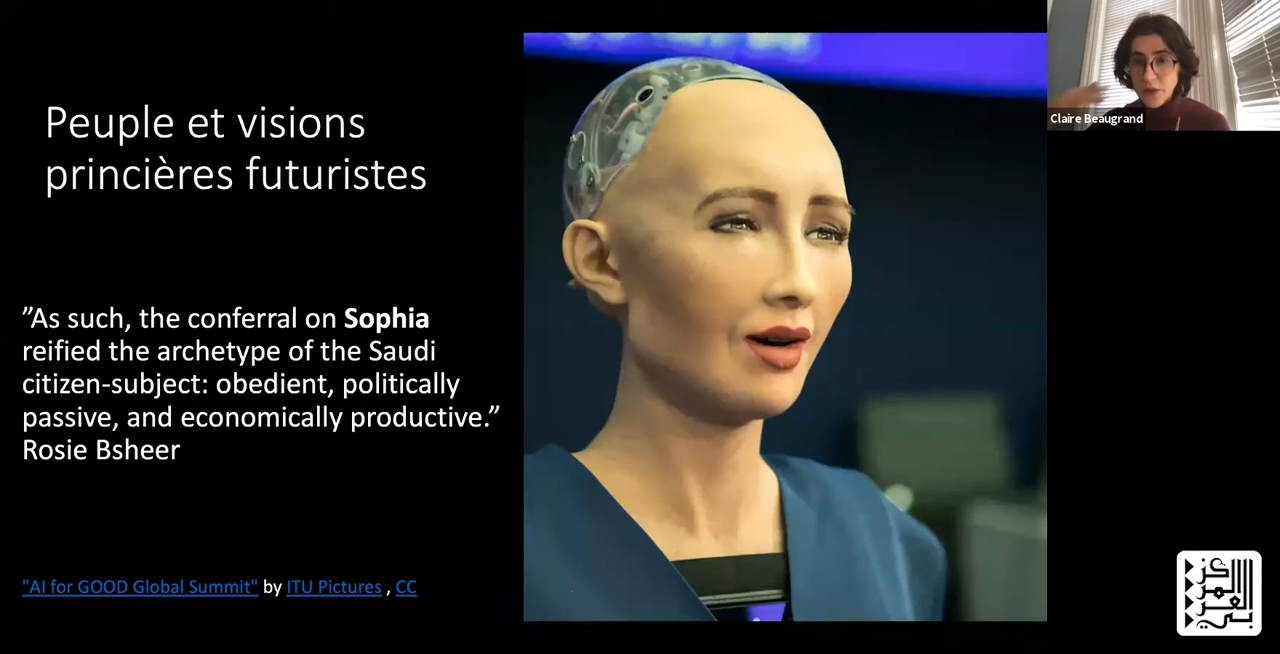 Peuple et visions
princières futuristes
Claire Beaugrand
”As such, the conferral on Sophia
reified the archetype of the Saudi
citizen-subject: obedient, politically
passive, and economically productive.”
Rosie Bsheer
"AI for GOOD Global Summit" by ITU Pictures , CC